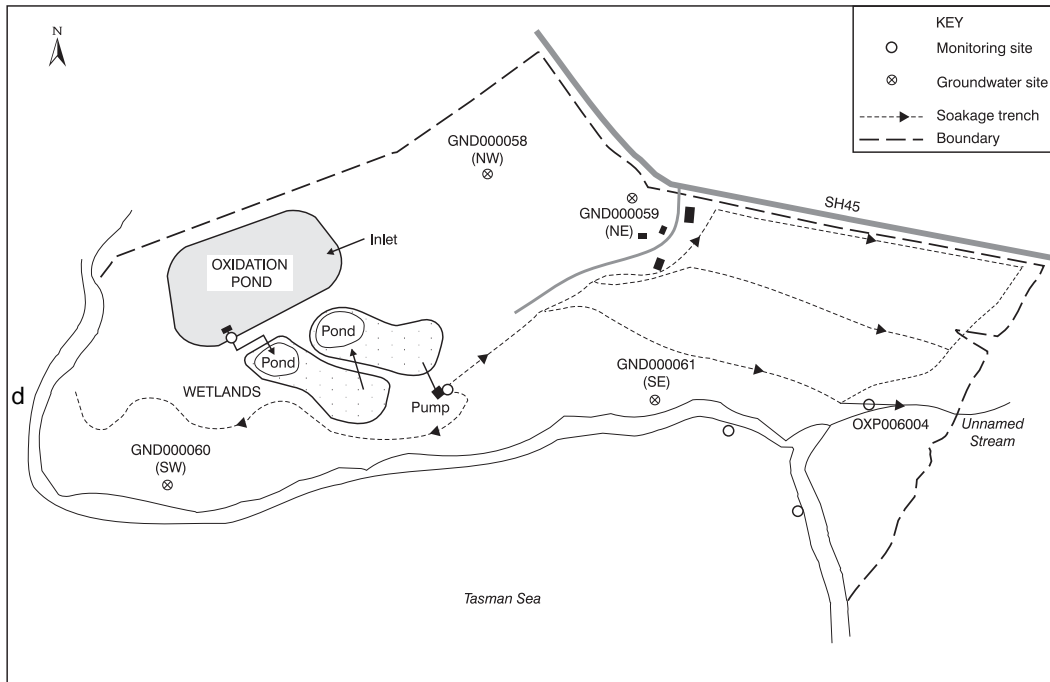 N
KEY
Monitoring site
Groundwater site
Soakage trench
Boundary
GND000058
(NW)
GND000059
(NE)
SH45
Inlet
OXIDATION
POND
Pond
Pond
GND000061
(SE)
WETLANDS
Pump
d
OXP006004
Unnamed
Stream
GND000060
(SW)
Tasman Sea